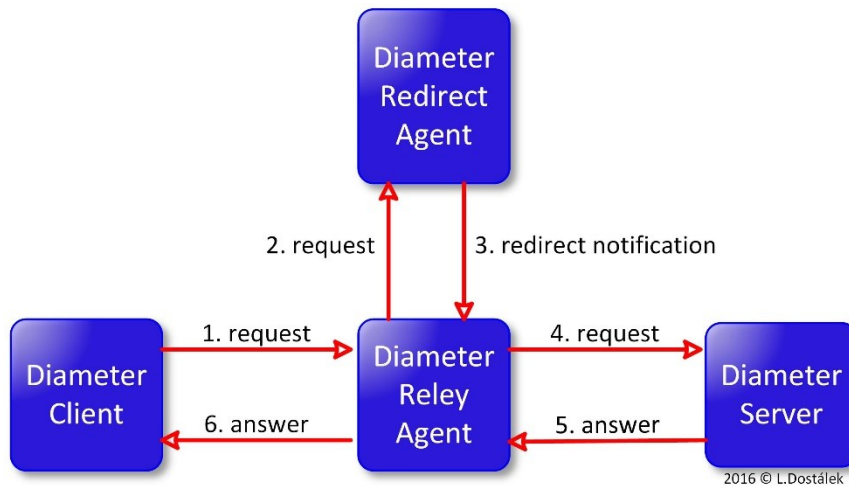 Diameter
Redirect
Agent
2. request
3. redirect notification
1. request
4. request
Diameter
Client
Diameter
Reley
Agent
Diameter
Server
6. answer
5. answer
2016 © L.Dostálek